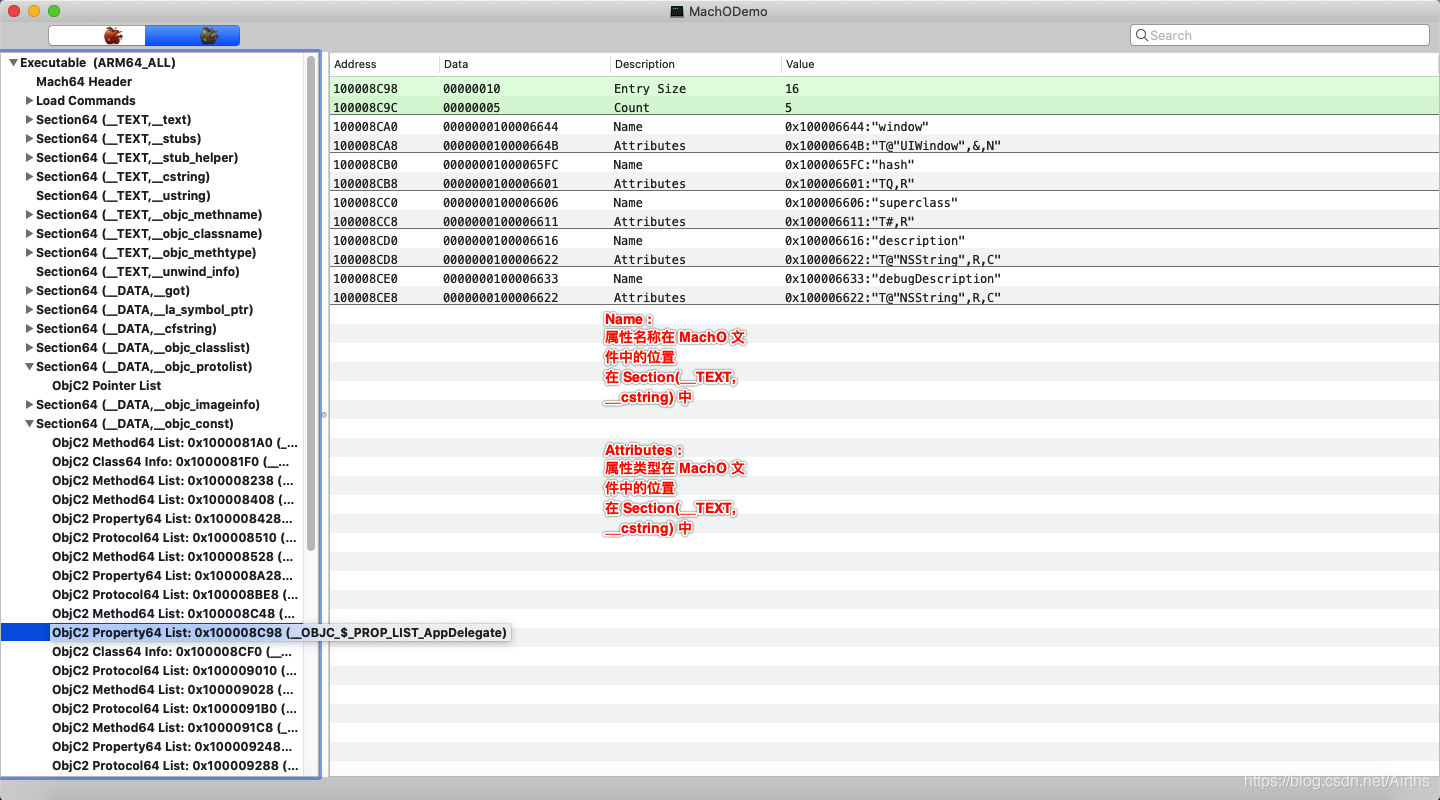 MachODemo
Search
Executable (ARM64_ALL)
Mach64 Header
Load Commands
Section64 (__TEXT,__text)
Section64 (__TEXT,__stubs)
Section64 (__TEXT,__stub_helper)
Section64 (__TEXT,__cstring)
Section64 (__TEXT,__ustring)
Section64 (__TEXT,__objc_methname)
Section64 (__TEXT,__objc_classname)
Section64 (__TEXT,__objc_methtype)
Section64 (__TEXT,__unwind_info)
Section64 (__DATA,__got)
Section64 (__DATA,__la_symbol_ptr)
Section64 (__DATA,__cfstring)
Section64 (__DATA,__objc_classlist)
Section64 (__DATA,__objc_protolist)
ObjC2 Pointer List
Section64 (__DATA,__objc_imageinfo)
Section64 (__DATA,__objc_const)
ObjC2 Method64 List: 0x1000081A0 (_...
ObjC2 Class64 Info: 0x1000081F0 (__...
ObjC2 Method64 List: 0x100008238 (...
ObjC2 Method64 List: 0x100008408 (...
ObjC2 Property64 List: 0x100008428...
ObjC2 Protocol64 List: 0x100008510 (...
ObjC2 Method64 List: 0x100008528 (...
ObjC2 Property64 List: 0x100008A28...
ObjC2 Protocol64 List: 0x100008BE8 (...
ObjC2 Method64 List: 0x100008C48 (...
ObjC2 Property64 List: 0x100008C98 (__OBJC_$_PROP_LIST_AppDelegate)
ObjC2 Class64 Info: 0x100008CF0 (__...
ObjC2 Protocol64 List: 0x100009010 (...
ObjC2 Method64 List: 0x100009028 (...
ObjC2 Protocol64 List: 0x1000091B0 (...
ObjC2 Method64 List: 0x1000091C8 (_...
ObjC2 Property64 List: 0x100009248...
ObjC2 Protocol64 List: 0x100009288 (...
Address Data Description Value
100008C98 00000010 Entry Size 16
100008C9C 00000005 Count 5
100008CA0 0000000100006644 Name 0x100006644:"window"
100008CA8 000000010000664B Attributes 0x10000664B:"T@"UIWindow",&,N"
100008CB0 00000001000065FC Name 0x1000065FC:"hash"
100008CB8 0000000100006601 Attributes 0x100006601:"TQ,R"
100008CC0 0000000100006606 Name 0x100006606:"superclass"
100008CC8 0000000100006611 Attributes 0x100006611:"T#,R"
100008CD0 0000000100006616 Name 0x100006616:"description"
100008CD8 0000000100006622 Attributes 0x100006622:"T@"NSString",R,C"
100008CE0 0000000100006633 Name 0x100006633:"debugDescription"
100008CE8 0000000100006622 Attributes 0x100006622:"T@"NSString",R,C"
Name：
属性名称在 MachO 文
件中的位置
在 Section(__TEXT,
__cstring) 中
Attributes：
属性类型在 MachO 文
件中的位置
在 Section(__TEXT,
__cstring) 中
https://blog.csdn.net/Airths